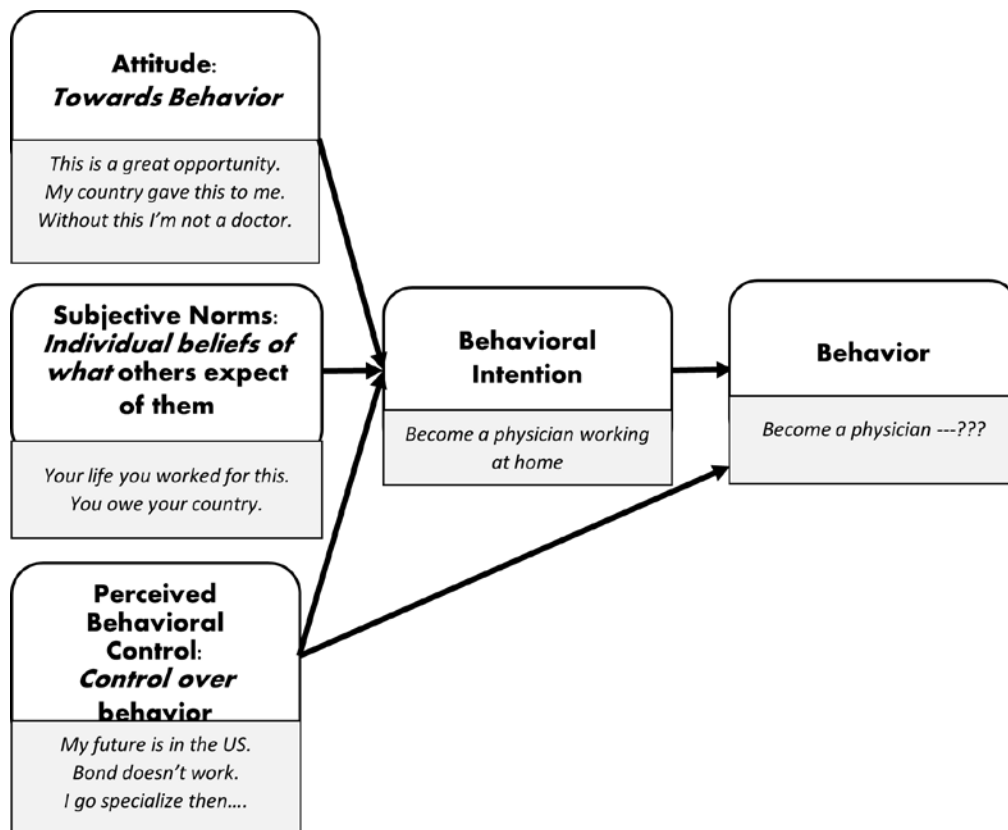 Attitude:
Towards Behavior
This is a great opportunity.
My country gave this to me.
Without this I'm not a doctor.
Subjective Norms:
Individual beliefs of
what others expect
of them
Your life you worked for this.
You owe your country.
Perceived
Behavioral
Control:
Control over
behavior
My future is in the US.
Bond doesn't work.
I go specialize then....
Behavioral
Intention
Become a physician working
at home
Behavior
Become a physician ---???